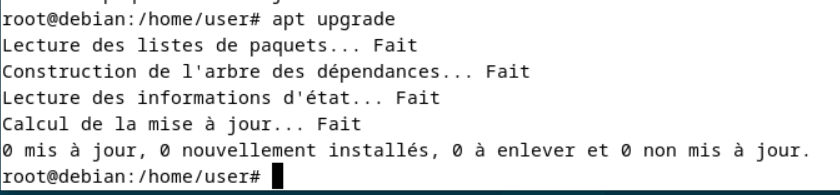 root@debian:/home/user# apt upgrade
Lecture des listes de paquets... Fait
Construction de l'arbre des dépendances... Fait
Lecture des informations d'état... Fait
Calcul de la mise à jour... Fait
0 mis à jour, 0 nouvellement installés, 0 à enlever et 0 non mis à jour.
root@debian:/home/user#